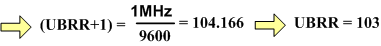 (UBRR+1) = 1MHz / 9600 = 104.166 UBRR = 103